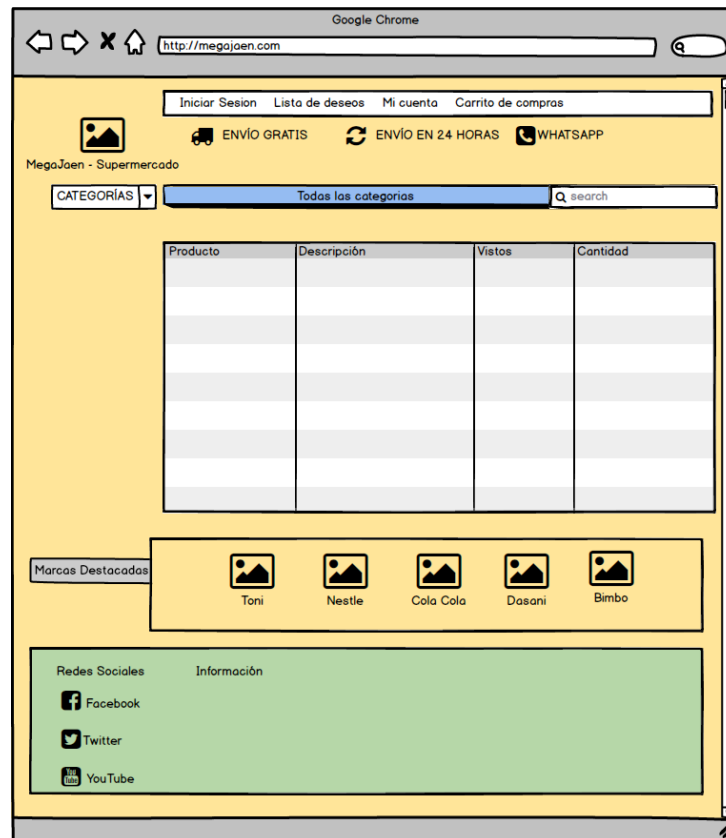 Google Chrome
http://megajaen.com
Iniciar Sesion Lista de deseos Mi cuenta Carrito de compras
ENVÍO GRATIS ENVÍO EN 24 HORAS WHATSAPP
MegaJaen - Supermercado
CATEGORÍAS Todas las categorias search
Producto Descripción Vistos Cantidad
Marcas Destacadas
Toni Nestle Cola Cola Dasani Bimbo
Redes Sociales Información
Facebook
Twitter
You Tube YouTube